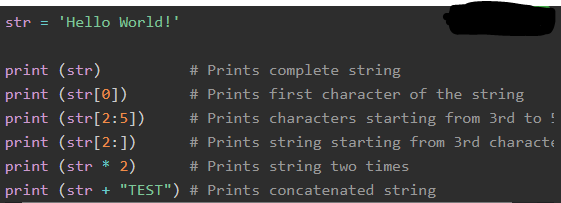 str = 'Hello World!'
print (str) # Prints complete string
print (str[0]) # Prints first character of the string
print (str[2:5]) # Prints characters starting from 3rd to
print (str[2:]) # Prints string starting from 3rd characte
print (str * 2) # Prints string two times
print (str + "TEST") # Prints concatenated string